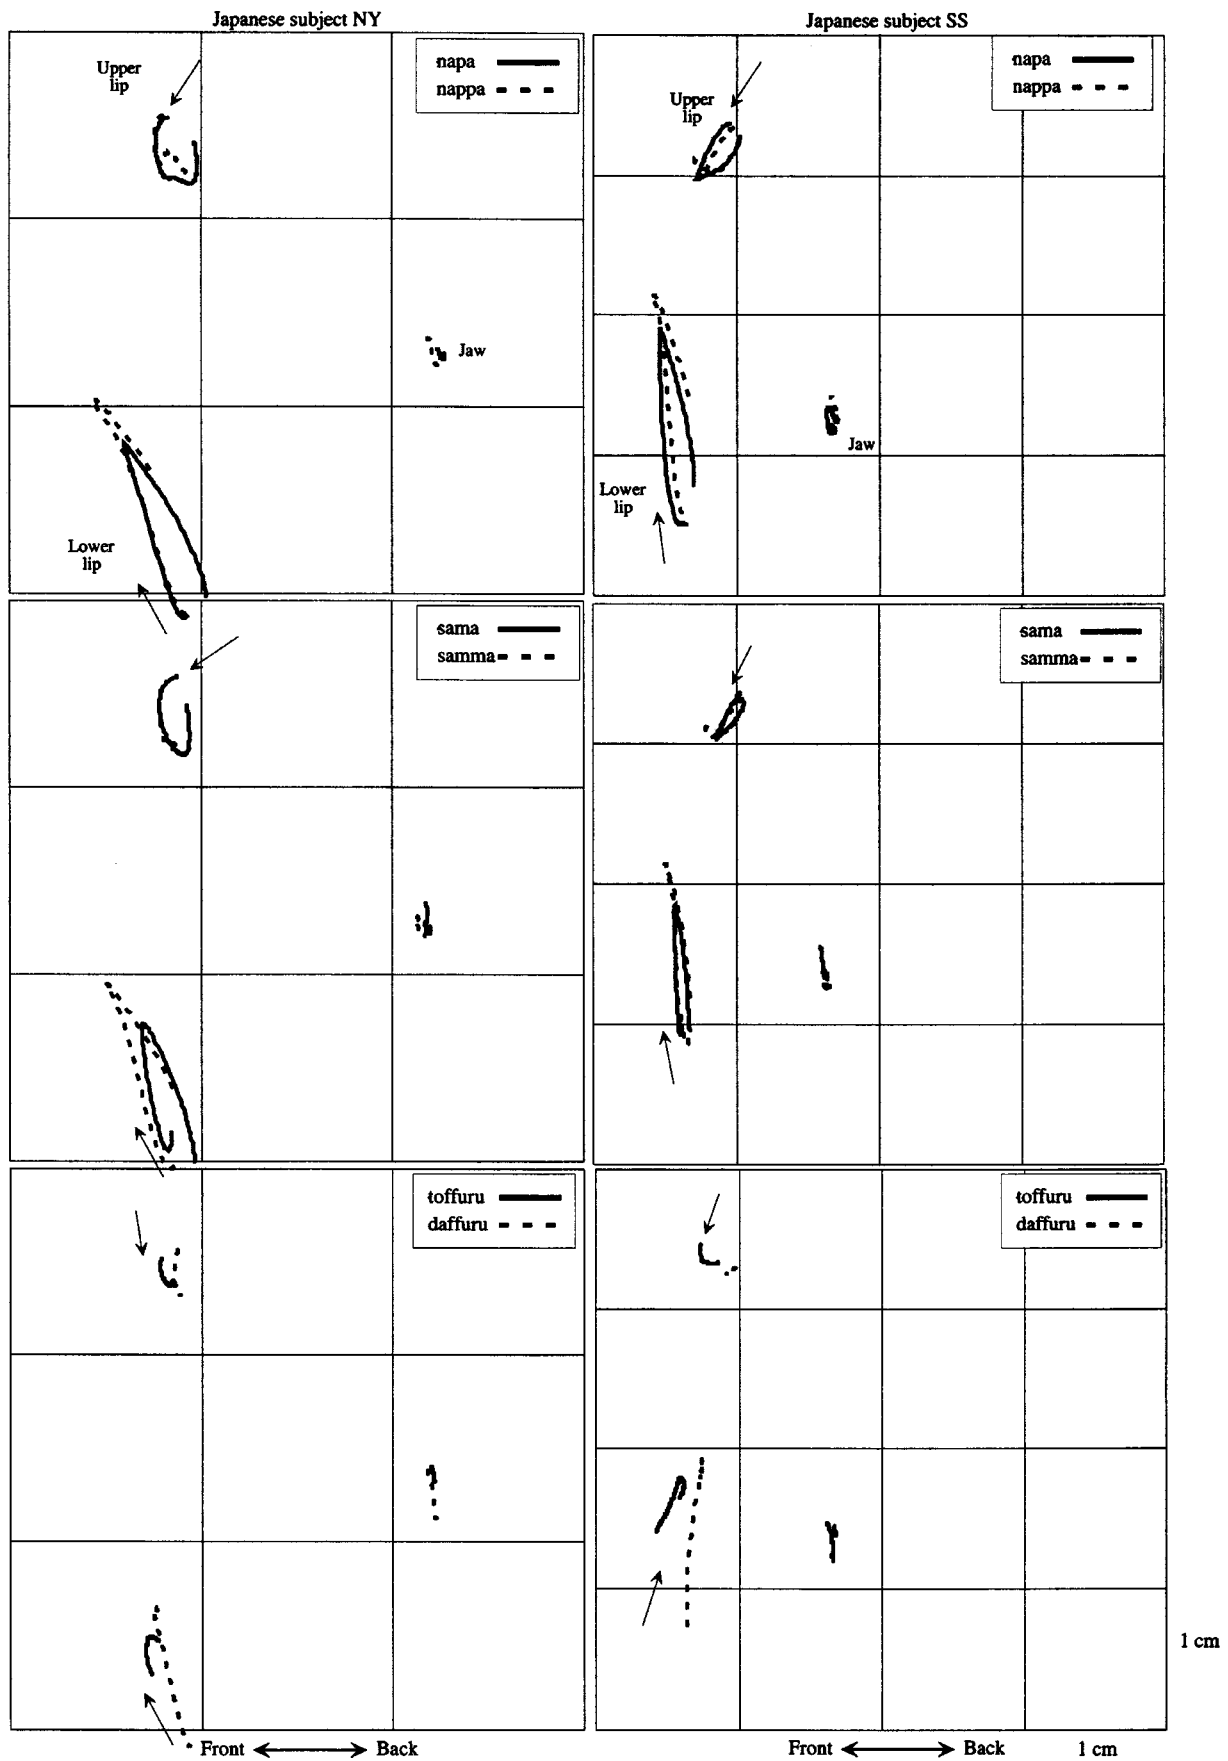 Japanese subject NY
Japanese subject SS
Upper
lip
napa
nappa
Jaw
Lower
lip
Upper
lip
napa
nappa
Jaw
Lower
lip
sama
samma
sama
samma
toffuru
daffuru
toffuru
daffuru
1 cm
Front
Back
Front
Back
1 cm